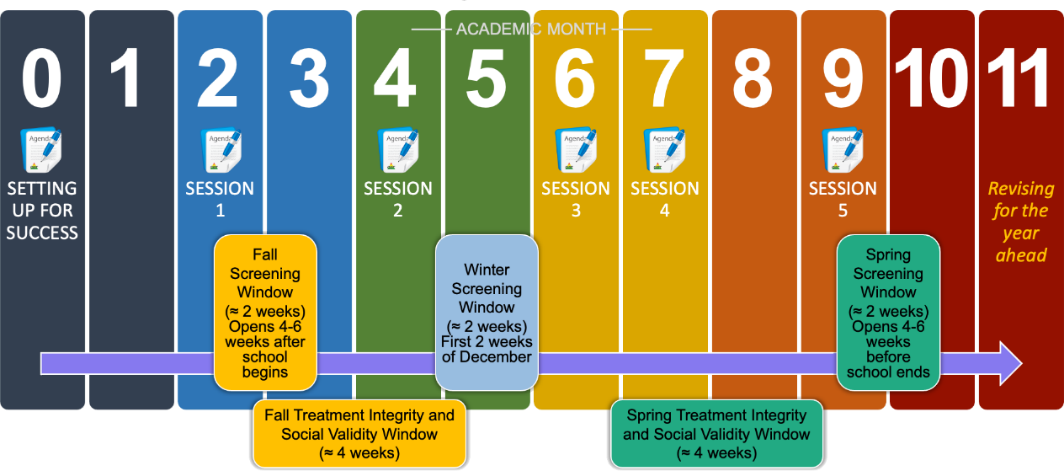 ACADEMIC MONTH
0 1 2 3 4 5 6 7 8 9 10 11
Agenda
SETTING
UP FOR
SUCCESS
Agenda
SESSION
1
Agenda
SESSION
2
Agenda
SESSION
3
Agenda
SESSION
4
Agenda
SESSION
5
Revising
for the
year
ahead
Fall
Screening
Window
(≈ 2 weeks)
Opens 4-6
weeks after
school
begins
Winter
Screening
Window
(≈ 2 weeks)
First 2 weeks
of December
Spring
Screening
Window
(≈ 2 weeks)
Opens 4-6
weeks
before
school ends
Fall Treatment Integrity and
Social Validity Window
(≈ 4 weeks)
Spring Treatment Integrity
and Social Validity Window
(≈ 4 weeks)